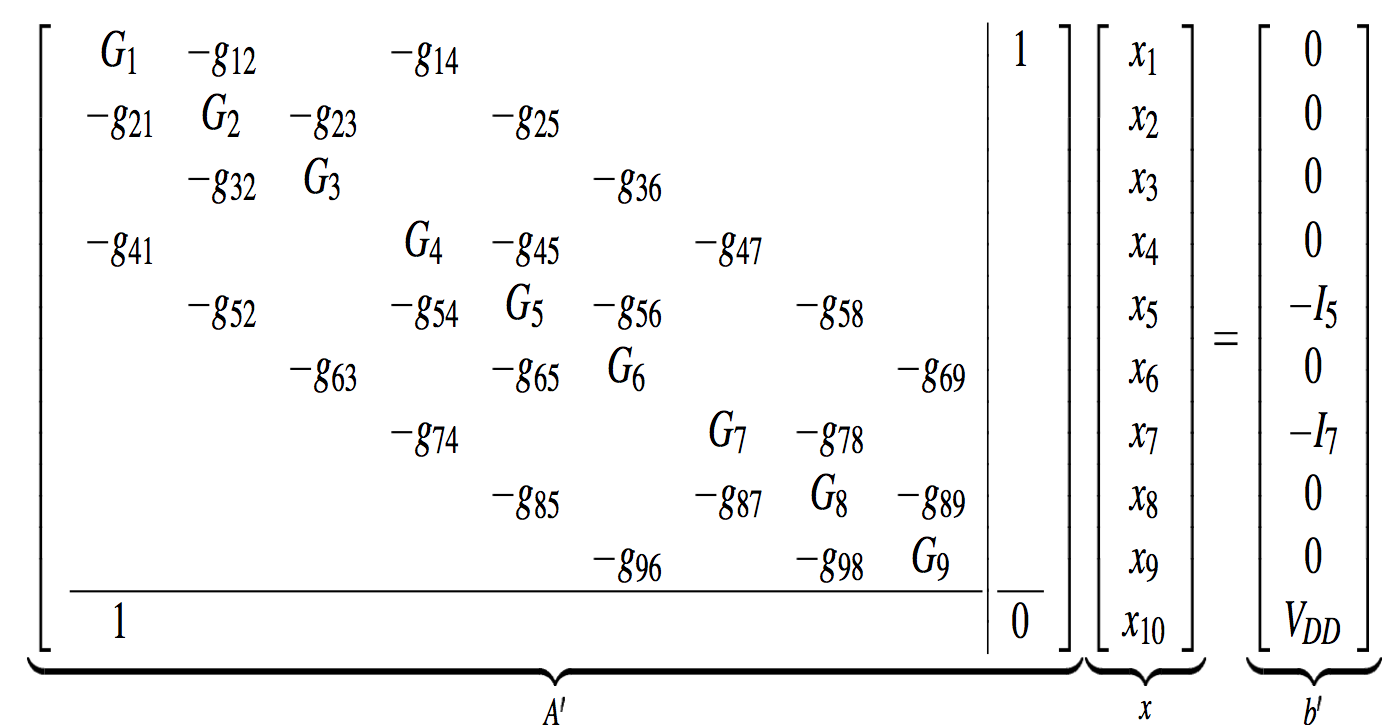 G₁ −g₁₂ −g₁₄ 1 x₁ 0
−g₂₁ G₂ −g₂₃ −g₂₅ x₂ 0
−g₃₂ G₃ −g₃₆ x₃ 0
−g₄₁ G₄ −g₄₅ −g₄₇ x₄ 0
−g₅₂ −g₅₄ G₅ −g₅₆ −g₅₈ x₅ = −I₅
−g₆₃ −g₆₅ G₆ −g₆₉ x₆ 0
−g₇₄ G₇ −g₇₈ x₇ −I₇
−g₈₅ −g₈₇ G₈ −g₈₉ x₈ 0
−g₉₆ −g₉₈ G₉ x₉ 0
1 0 x₁₀ V_DD
A′ x b′